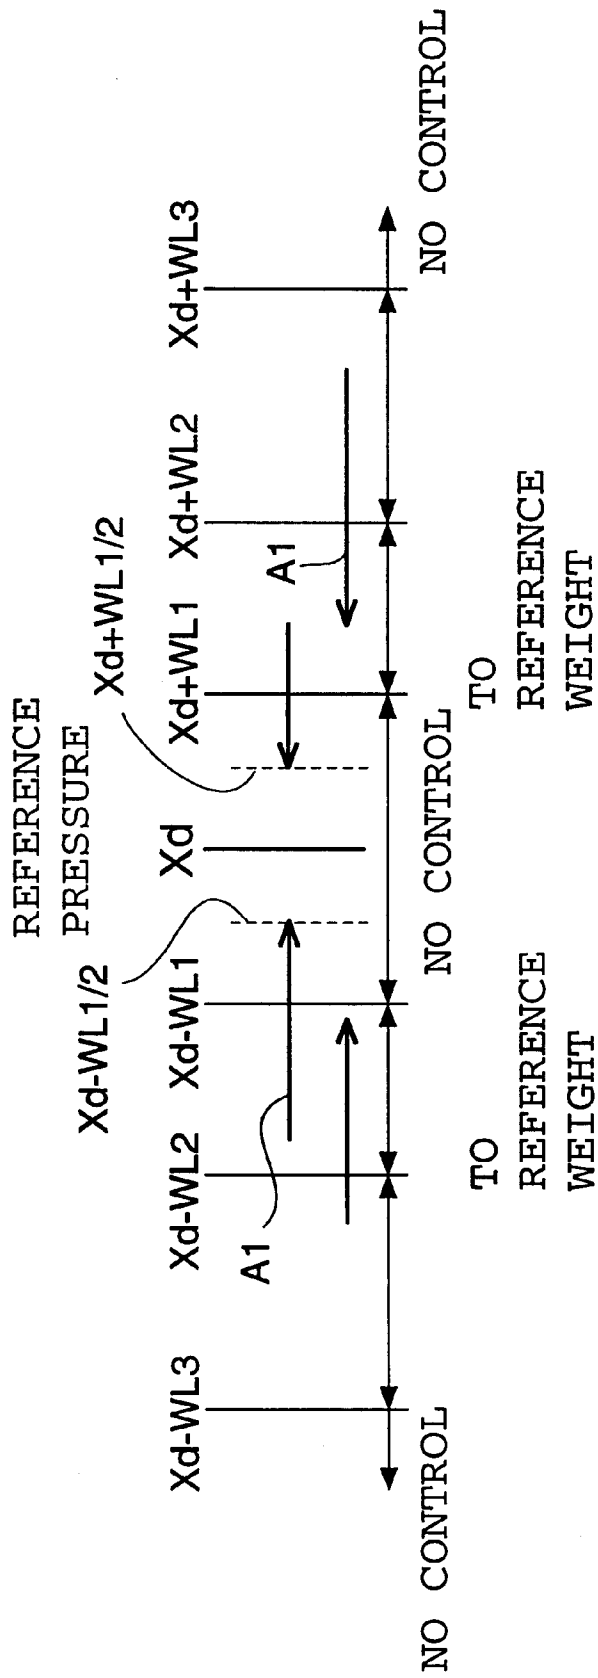 REFERENCE
PRESSURE
Xd-WL1/2
Xd+WL1/2
Xd-WL3
Xd-WL2
Xd-WL1
Xd
Xd+WL1
Xd+WL2
Xd+WL3
A1
A1
NO CONTROL
NO CONTROL
NO CONTROL
TO
REFERENCE
WEIGHT
TO
REFERENCE
WEIGHT